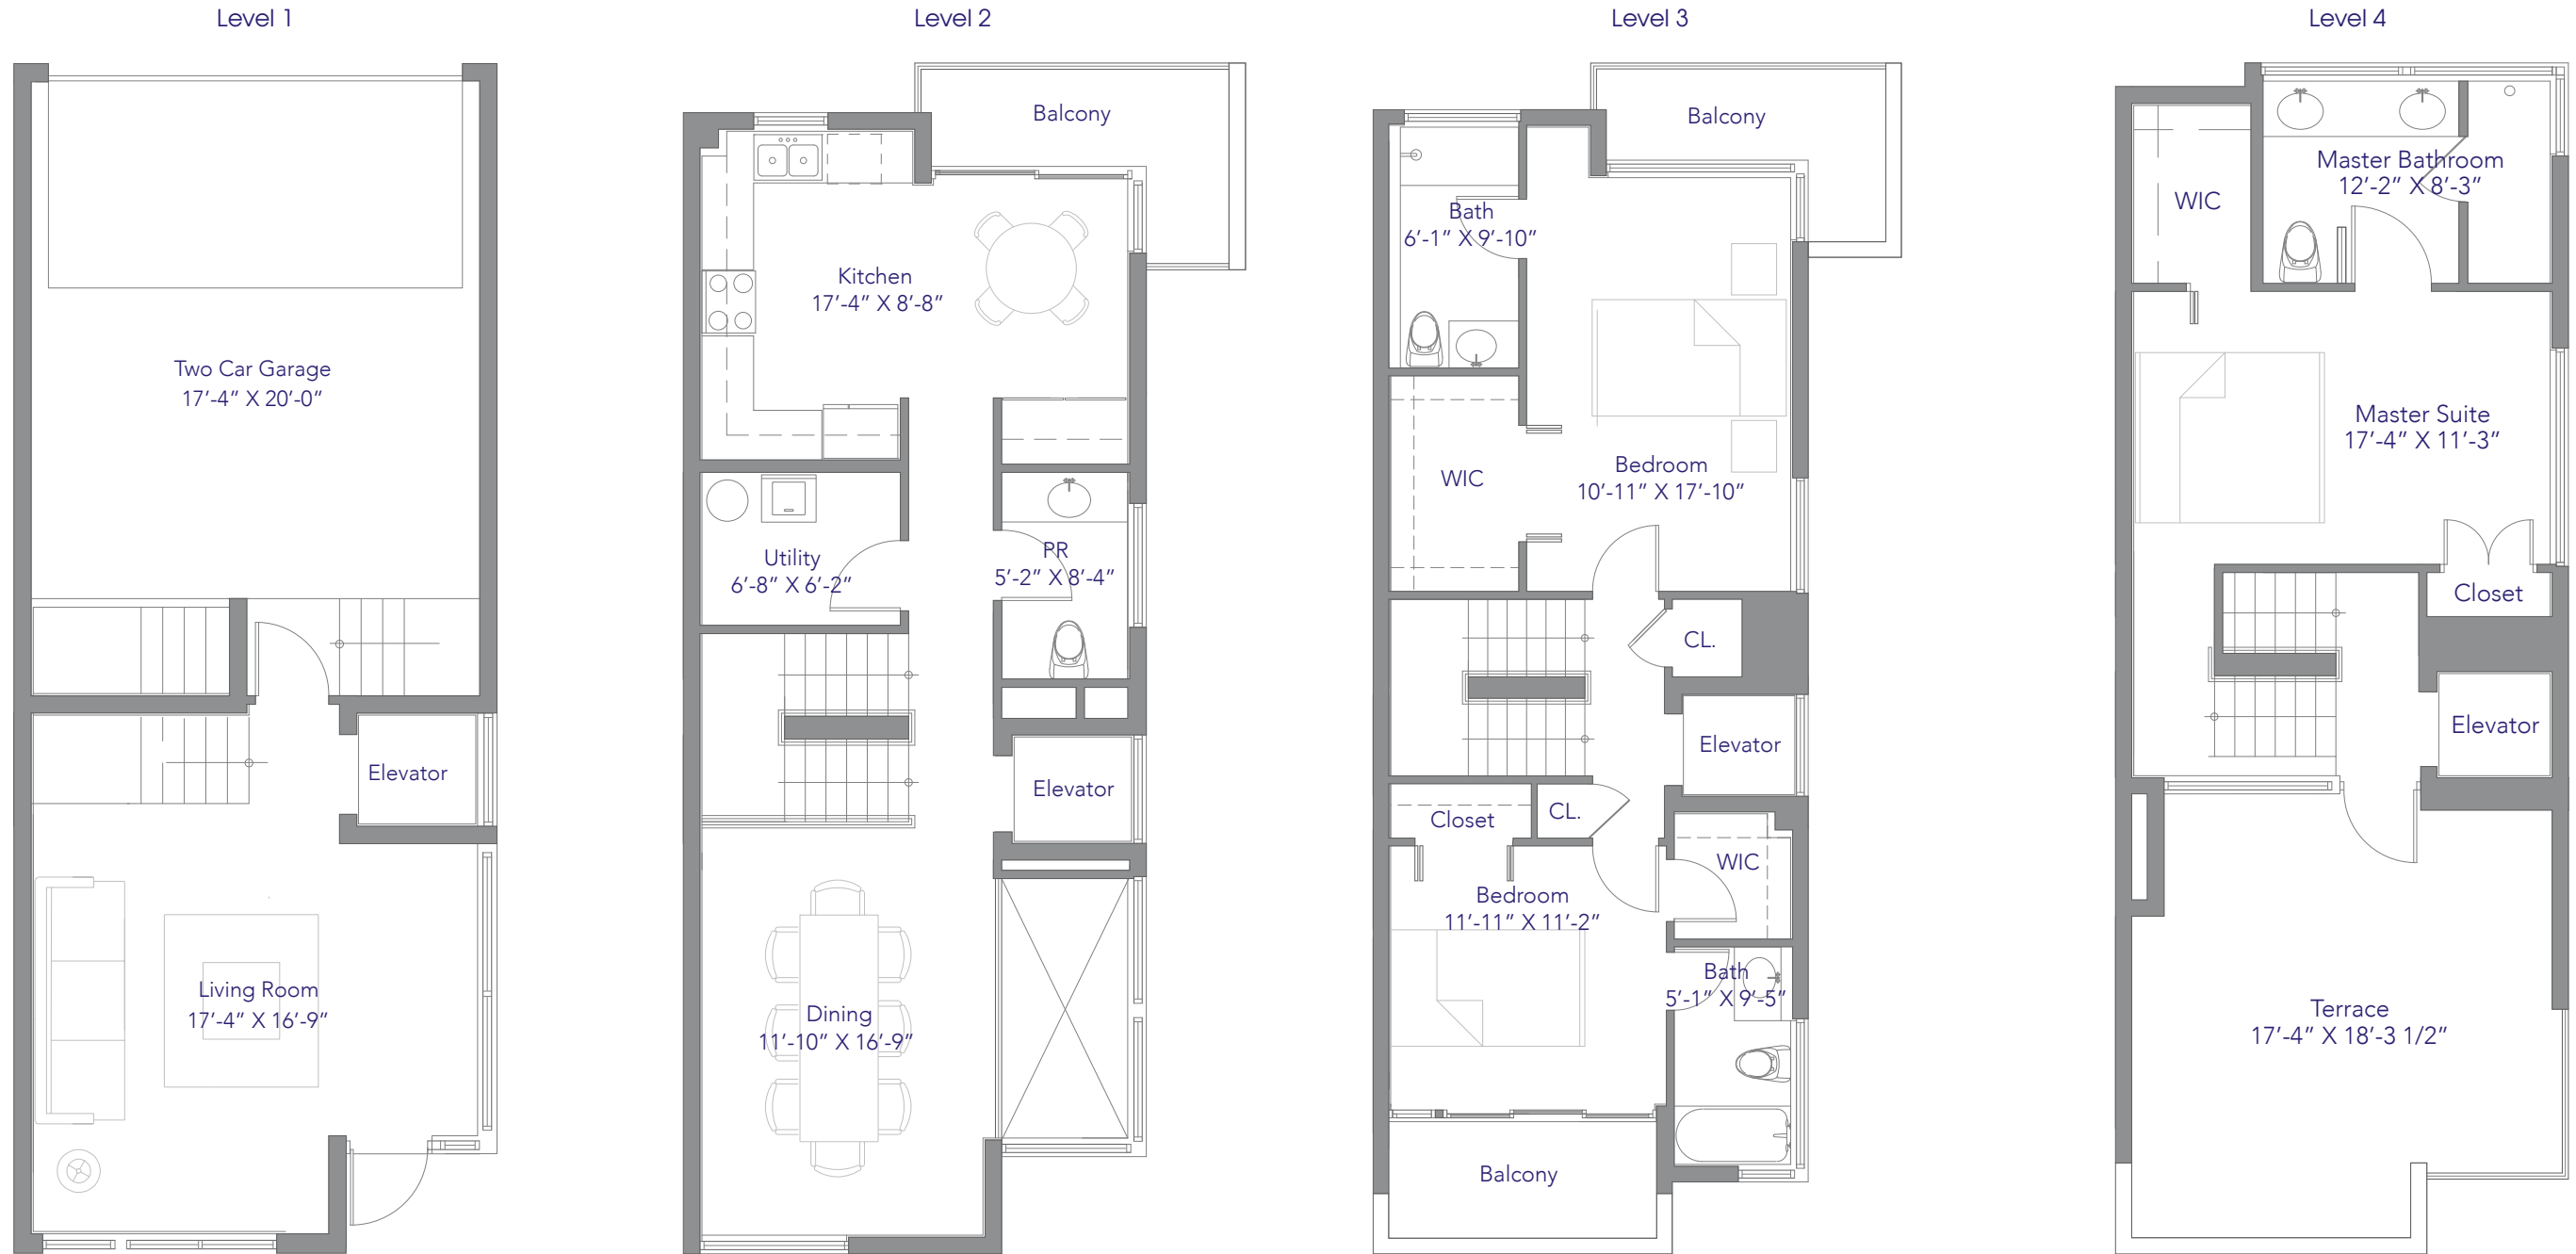 Level 1
Two Car Garage
17’-4” X 20’-0”
Elevator
Living Room
17’-4” X 16’-9”
Level 2
Balcony
Kitchen
17’-4” X 8’-8”
Utility
6’-8” X 6’-2”
PR
5’-2” X 8’-4”
Elevator
Dining
11’-10” X 16’-9”
Level 3
Balcony
Bath
6’-1” X 9’-10”
WIC
Bedroom
10’-11” X 17’-10”
CL.
Elevator
Closet
CL.
WIC
Bedroom
11’-11” X 11’-2”
Bath
5’-1” X 9’-5”
Balcony
Level 4
Master Bathroom
12’-2” X 8’-3”
WIC
Master Suite
17’-4” X 11’-3”
Closet
Elevator
Terrace
17’-4” X 18’-3 1/2”